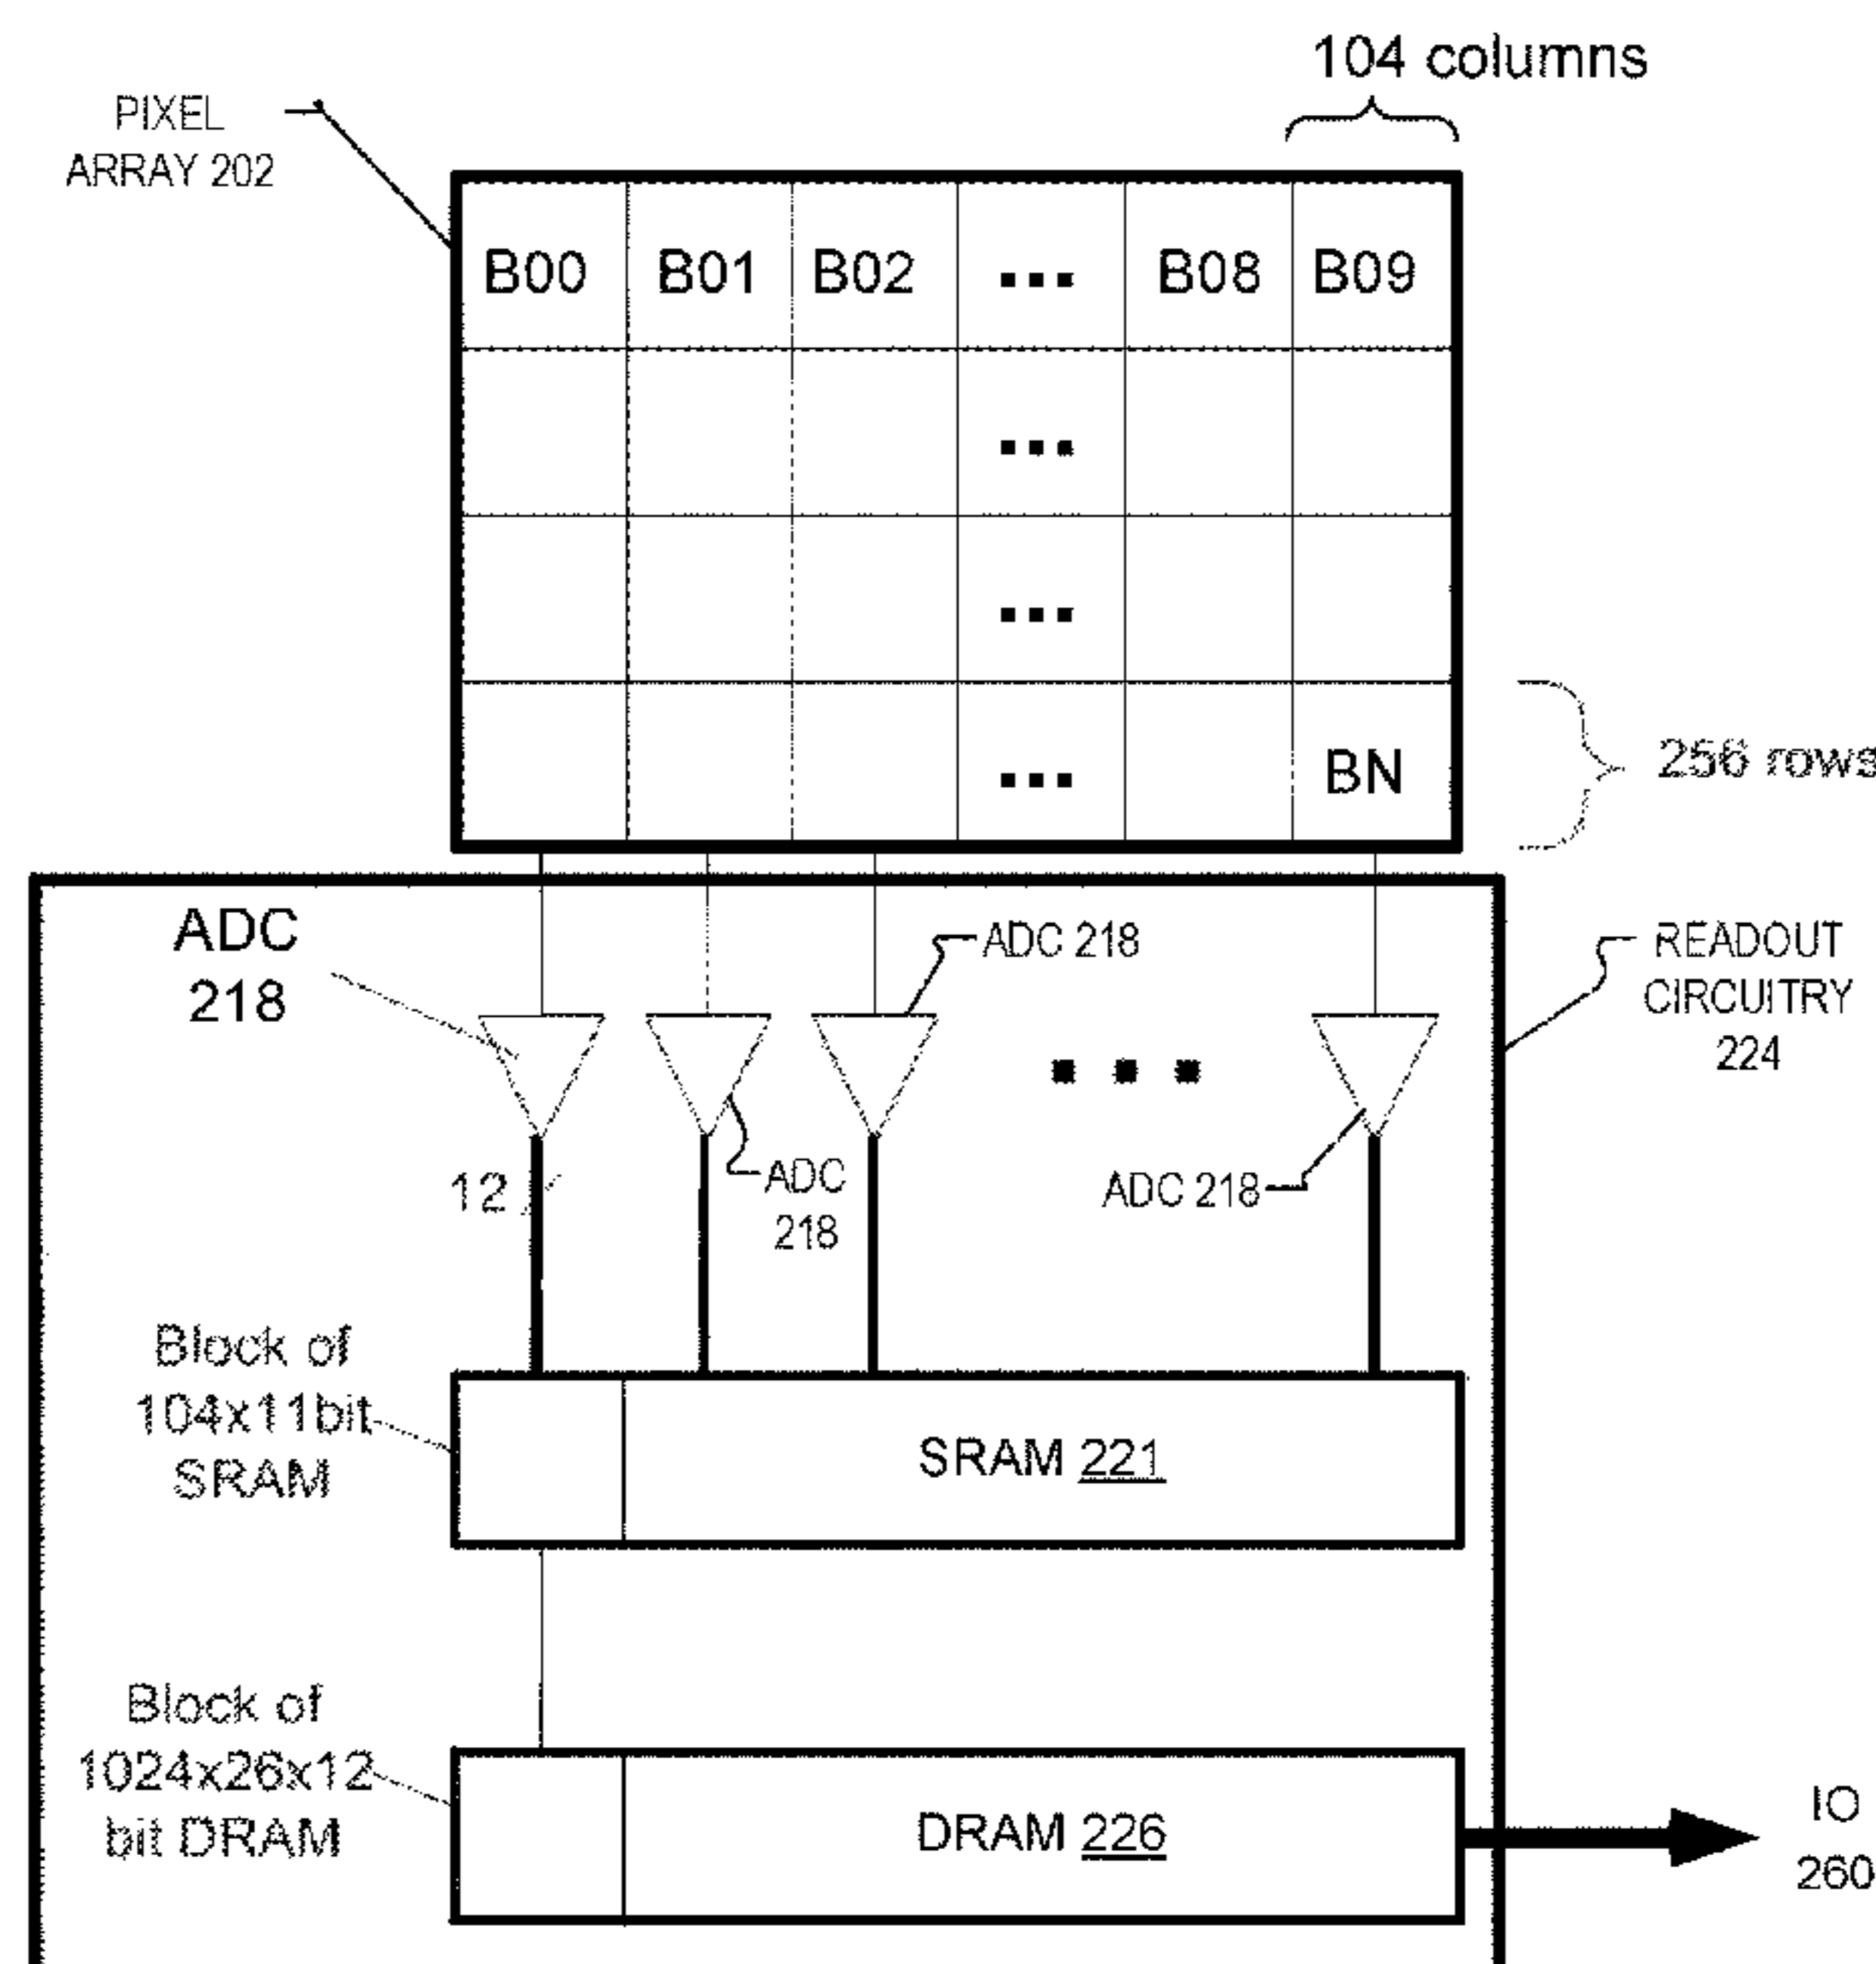 104 columns
PIXEL
ARRAY 202
B00 B01 B02 ... B08 B09
...
...
... BN
256 rows
ADC
218
ADC 218
READOUT
CIRCUITRY
224
12
ADC
218
ADC 218
Block of
104x11bit
SRAM
SRAM 221
Block of
1024x26x12
bit DRAM
DRAM 226
IO
260